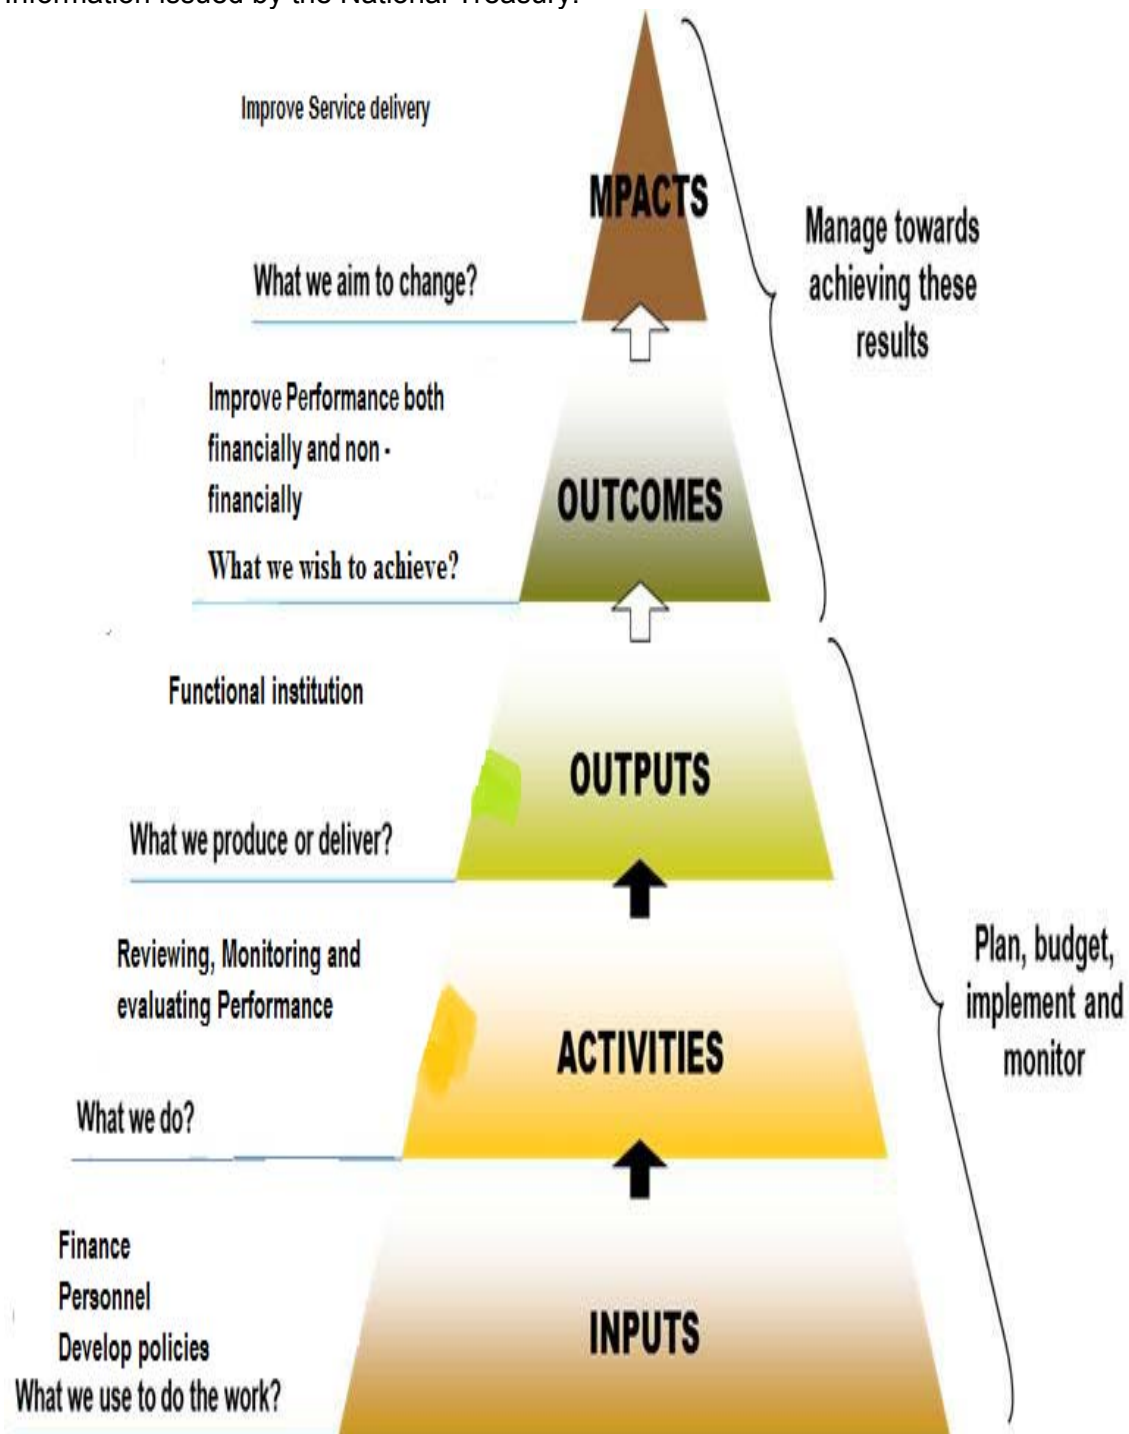 information issued by the National Treasury.
Improve Service delivery
MPACTS
What we aim to change?
Manage towards
achieving these
results
Improve Performance both
financially and non -
financially
OUTCOMES
What we wish to achieve?
Functional institution
OUTPUTS
What we produce or deliver?
Reviewing, Monitoring and
evaluating Performance
ACTIVITIES
What we do?
Plan, budget,
implement and
monitor
Finance
Personnel
Develop policies
What we use to do the work?
INPUTS